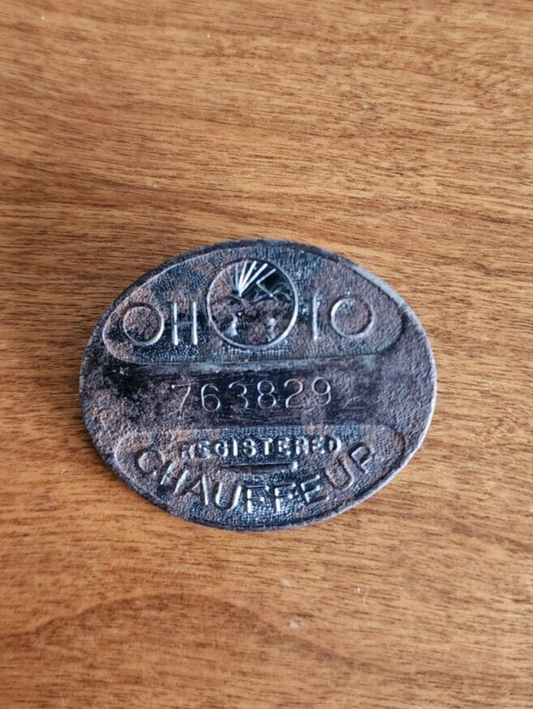 OHIO
763829
REGISTERED
CHAUFFEUR